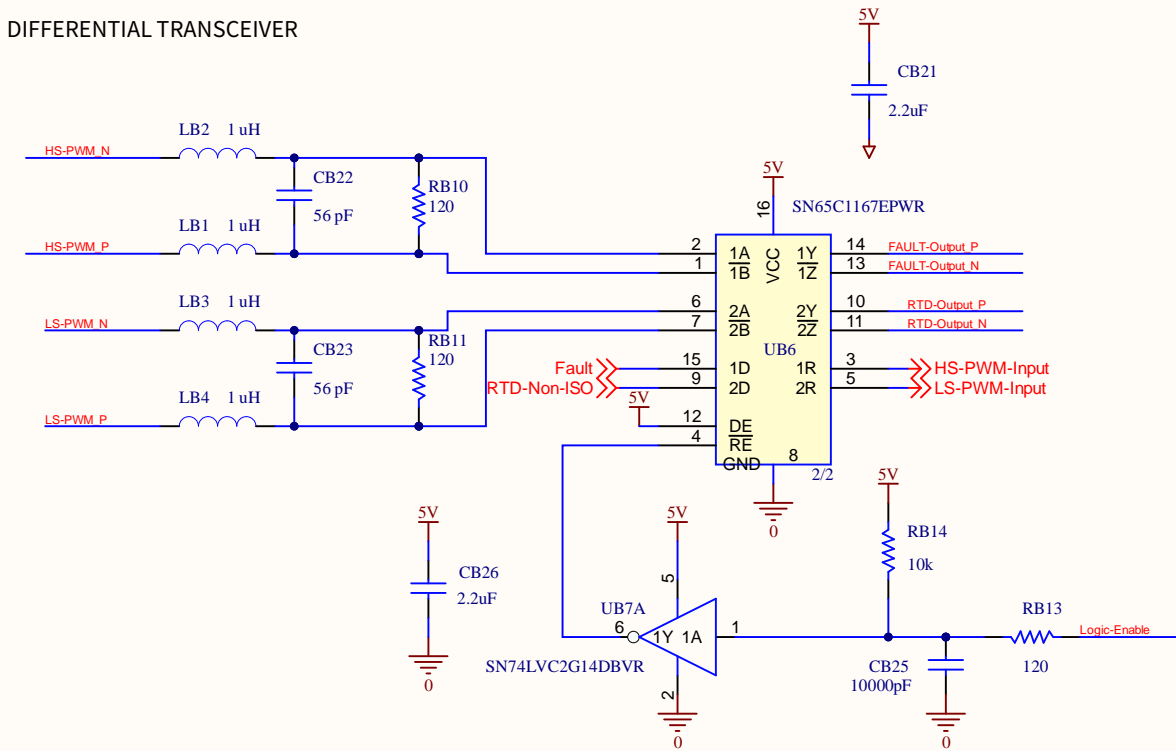 DIFFERENTIAL TRANSCEIVER
5V
CB21
2.2uF
LB2 1 uH
HS-PWM_N
CB22
56 pF
RB10
120
LB1 1 uH
HS-PWM_P
LB3 1 uH
LS-PWM_N
CB23
56 pF
RB11
120
LB4 1 uH
LS-PWM_P
5V
16
SN65C1167EPWR
VCC
2 1A 1Y 14 FAULT-Output_P
1 1B 1Z 13 FAULT-Output_N
6 2A 2Y 10 RTD-Output_P
7 2B 2Z 11 RTD-Output_N
UB6
Fault 15 1D 1R 3 HS-PWM-Input
RTD-Non-ISO 9 2D 2R 5 LS-PWM-Input
5V
12 DE
4 RE
GND 8
2/2
0
5V
CB26
2.2uF
0
5V
5
UB7A
6 1Y 1A 1
SN74LVC2G14DBVR
2
0
5V
RB14
10k
RB13
120
Logic-Enable
CB25
10000pF
0